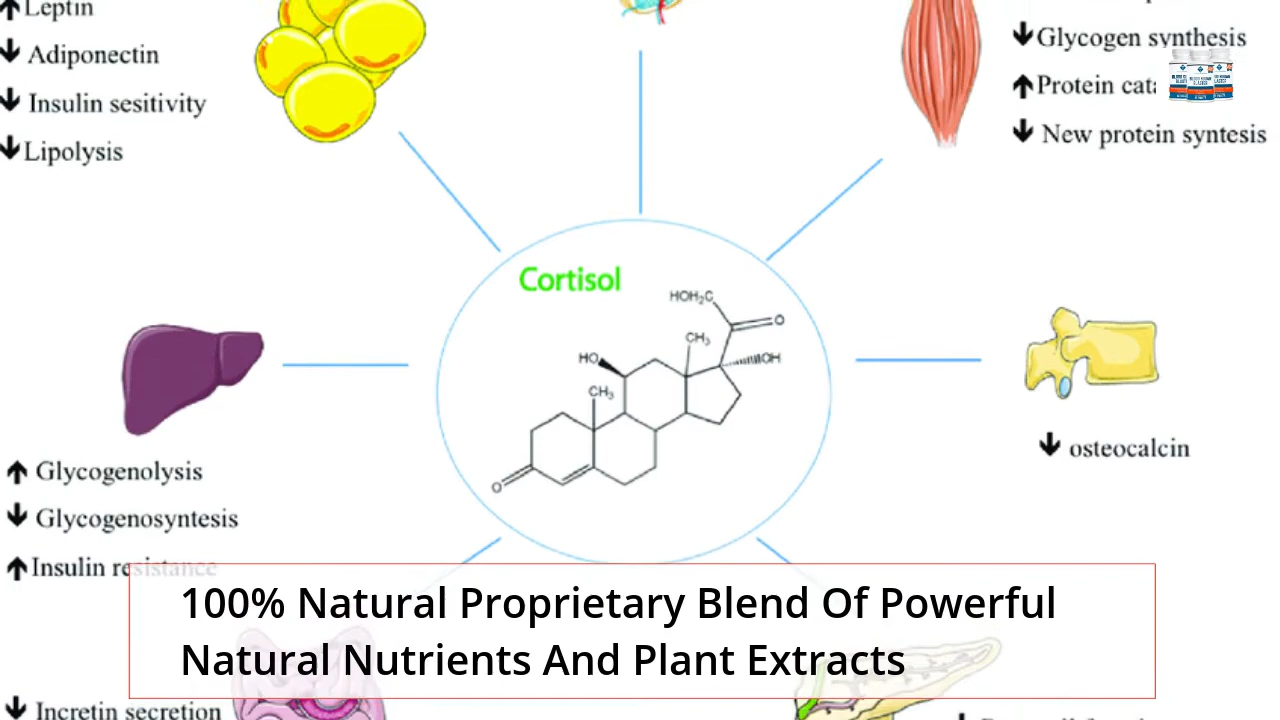 ↑Leptin
↓ Adiponectin
↓ Insulin sesitivity
↓Lipolysis
↓Glycogen synthesis
↑Protein
↓ New protein syntesis
Cortisol
HOH₂C
O
CH₃
HO
OH
CH₃
O
↓ osteocalcin
↑ Glycogenolysis
↓ Glycogenosyntesis
↑Insulin resistance
100% Natural Proprietary Blend Of Powerful
Natural Nutrients And Plant Extracts
↓ Incretin secretion